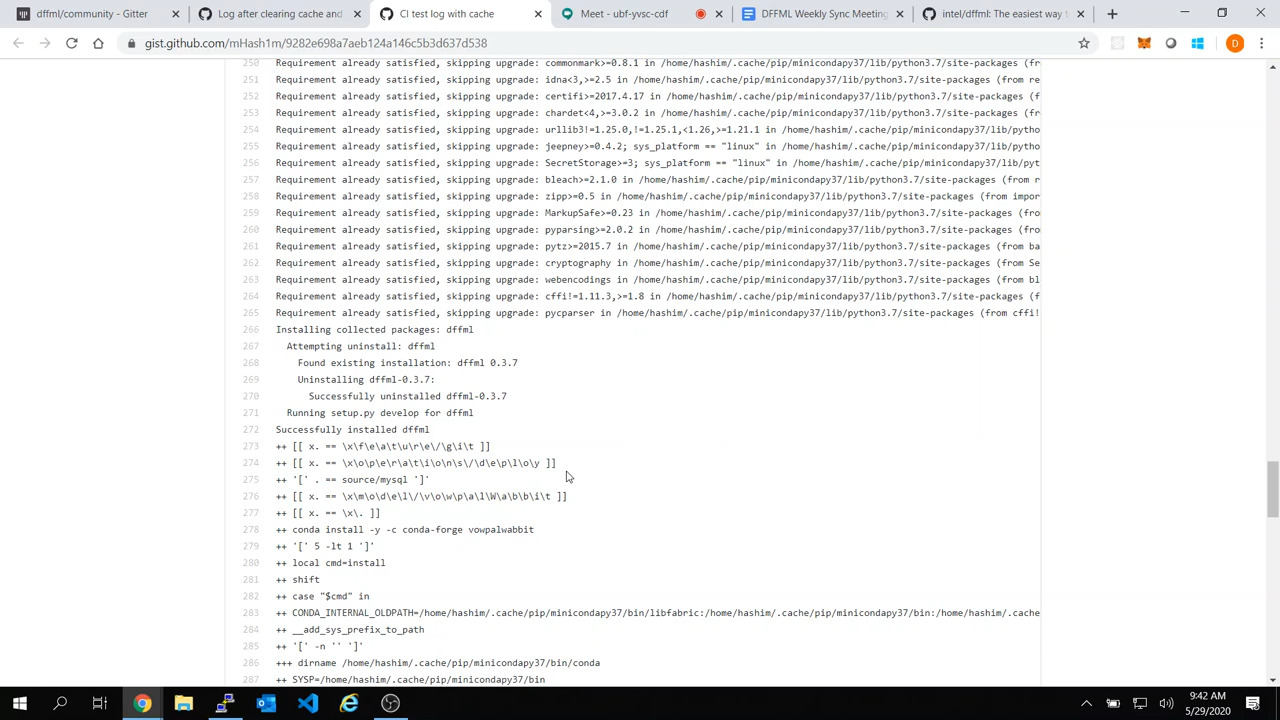 dffml/community - Gitter
Log after clearing cache and
CI test log with cache
Meet - ubf-yvsc-cdf
DFFML Weekly Sync Meeting
intel/dffml: The easiest way t
gist.github.com/mHash1m/9282e698a7aeb124a146c5b3d637d538
D
250 Requirement already satisfied, skipping upgrade: commonmark>=0.8.1 in /home/hashim/.cache/pip/minicondapy37/lib/python3.7/site-packages (fr
251 Requirement already satisfied, skipping upgrade: idna<3,>=2.5 in /home/hashim/.cache/pip/minicondapy37/lib/python3.7/site-packages (from re
252 Requirement already satisfied, skipping upgrade: certifi>=2017.4.17 in /home/hashim/.cache/pip/minicondapy37/lib/python3.7/site-packages (f
253 Requirement already satisfied, skipping upgrade: chardet<4,>=3.0.2 in /home/hashim/.cache/pip/minicondapy37/lib/python3.7/site-packages (fr
254 Requirement already satisfied, skipping upgrade: urllib3!=1.25.0,!=1.25.1,<1.26,>=1.21.1 in /home/hashim/.cache/pip/minicondapy37/lib/pytho
255 Requirement already satisfied, skipping upgrade: jeepney>=0.4.2; sys_platform == "linux" in /home/hashim/.cache/pip/minicondapy37/lib/pytho
256 Requirement already satisfied, skipping upgrade: SecretStorage>=3; sys_platform == "linux" in /home/hashim/.cache/pip/minicondapy37/lib/pyt
257 Requirement already satisfied, skipping upgrade: bleach>=2.1.0 in /home/hashim/.cache/pip/minicondapy37/lib/python3.7/site-packages (from r
258 Requirement already satisfied, skipping upgrade: zipp>=0.5 in /home/hashim/.cache/pip/minicondapy37/lib/python3.7/site-packages (from impor
259 Requirement already satisfied, skipping upgrade: MarkupSafe>=0.23 in /home/hashim/.cache/pip/minicondapy37/lib/python3.7/site-packages (fro
260 Requirement already satisfied, skipping upgrade: pyparsing>=2.0.2 in /home/hashim/.cache/pip/minicondapy37/lib/python3.7/site-packages (fro
261 Requirement already satisfied, skipping upgrade: pytz>=2015.7 in /home/hashim/.cache/pip/minicondapy37/lib/python3.7/site-packages (from ba
262 Requirement already satisfied, skipping upgrade: cryptography in /home/hashim/.cache/pip/minicondapy37/lib/python3.7/site-packages (from Se
263 Requirement already satisfied, skipping upgrade: webencodings in /home/hashim/.cache/pip/minicondapy37/lib/python3.7/site-packages (from bl
264 Requirement already satisfied, skipping upgrade: cffi!=1.11.3,>=1.8 in /home/hashim/.cache/pip/minicondapy37/lib/python3.7/site-packages (f
265 Requirement already satisfied, skipping upgrade: pycparser in /home/hashim/.cache/pip/minicondapy37/lib/python3.7/site-packages (from cffi!
266 Installing collected packages: dffml
267 Attempting uninstall: dffml
268 Found existing installation: dffml 0.3.7
269 Uninstalling dffml-0.3.7:
270 Successfully uninstalled dffml-0.3.7
271 Running setup.py develop for dffml
272 Successfully installed dffml
273 ++ [[ x. == \x\f\e\a\t\u\r\e\/\g\i\t ]]
274 ++ [[ x. == \x\o\p\e\r\a\t\i\o\n\s\/\d\e\p\l\o\y ]]
275 ++ '[' . == source/mysql ']'
276 ++ [[ x. == \x\m\o\d\e\l\/\v\o\w\p\a\l\W\a\b\b\i\t ]]
277 ++ [[ x. == \x\. ]]
278 ++ conda install -y -c conda-forge vowpalwabbit
279 ++ '[' 5 -lt 1 ']'
280 ++ local cmd=install
281 ++ shift
282 ++ case "$cmd" in
283 ++ CONDA_INTERNAL_OLDPATH=/home/hashim/.cache/pip/minicondapy37/bin/libfabric:/home/hashim/.cache/pip/minicondapy37/bin:/home/hashim/.cache
284 ++ __add_sys_prefix_to_path
285 ++ '[' -n '' ']'
286 +++ dirname /home/hashim/.cache/pip/minicondapy37/bin/conda
287 ++ SYSP=/home/hashim/.cache/pip/minicondapy37/bin
9:42 AM
5/29/2020